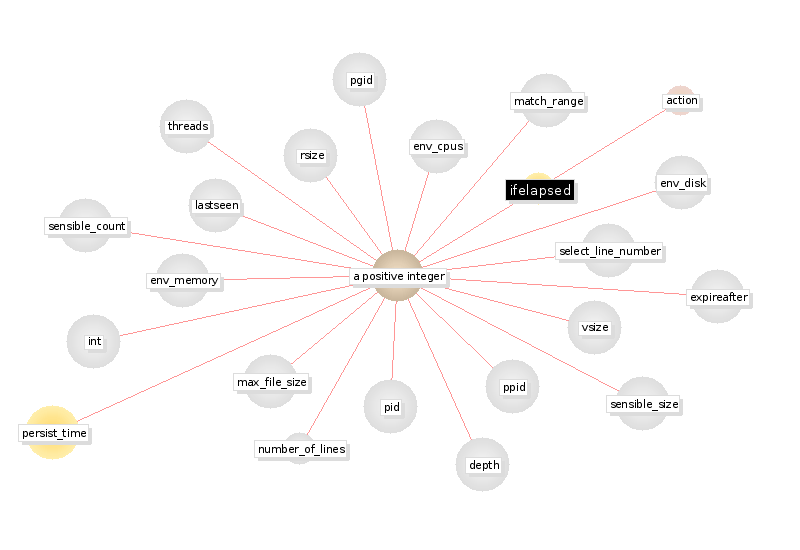 pgid
match_range
action
threads
env_cpus
rsize
env_disk
ifelapsed
lastseen
sensible_count
select_line_number
a positive integer
env_memory
expireafter
vsize
int
max_file_size
ppid
pid
sensible_size
persist_time
number_of_lines
depth